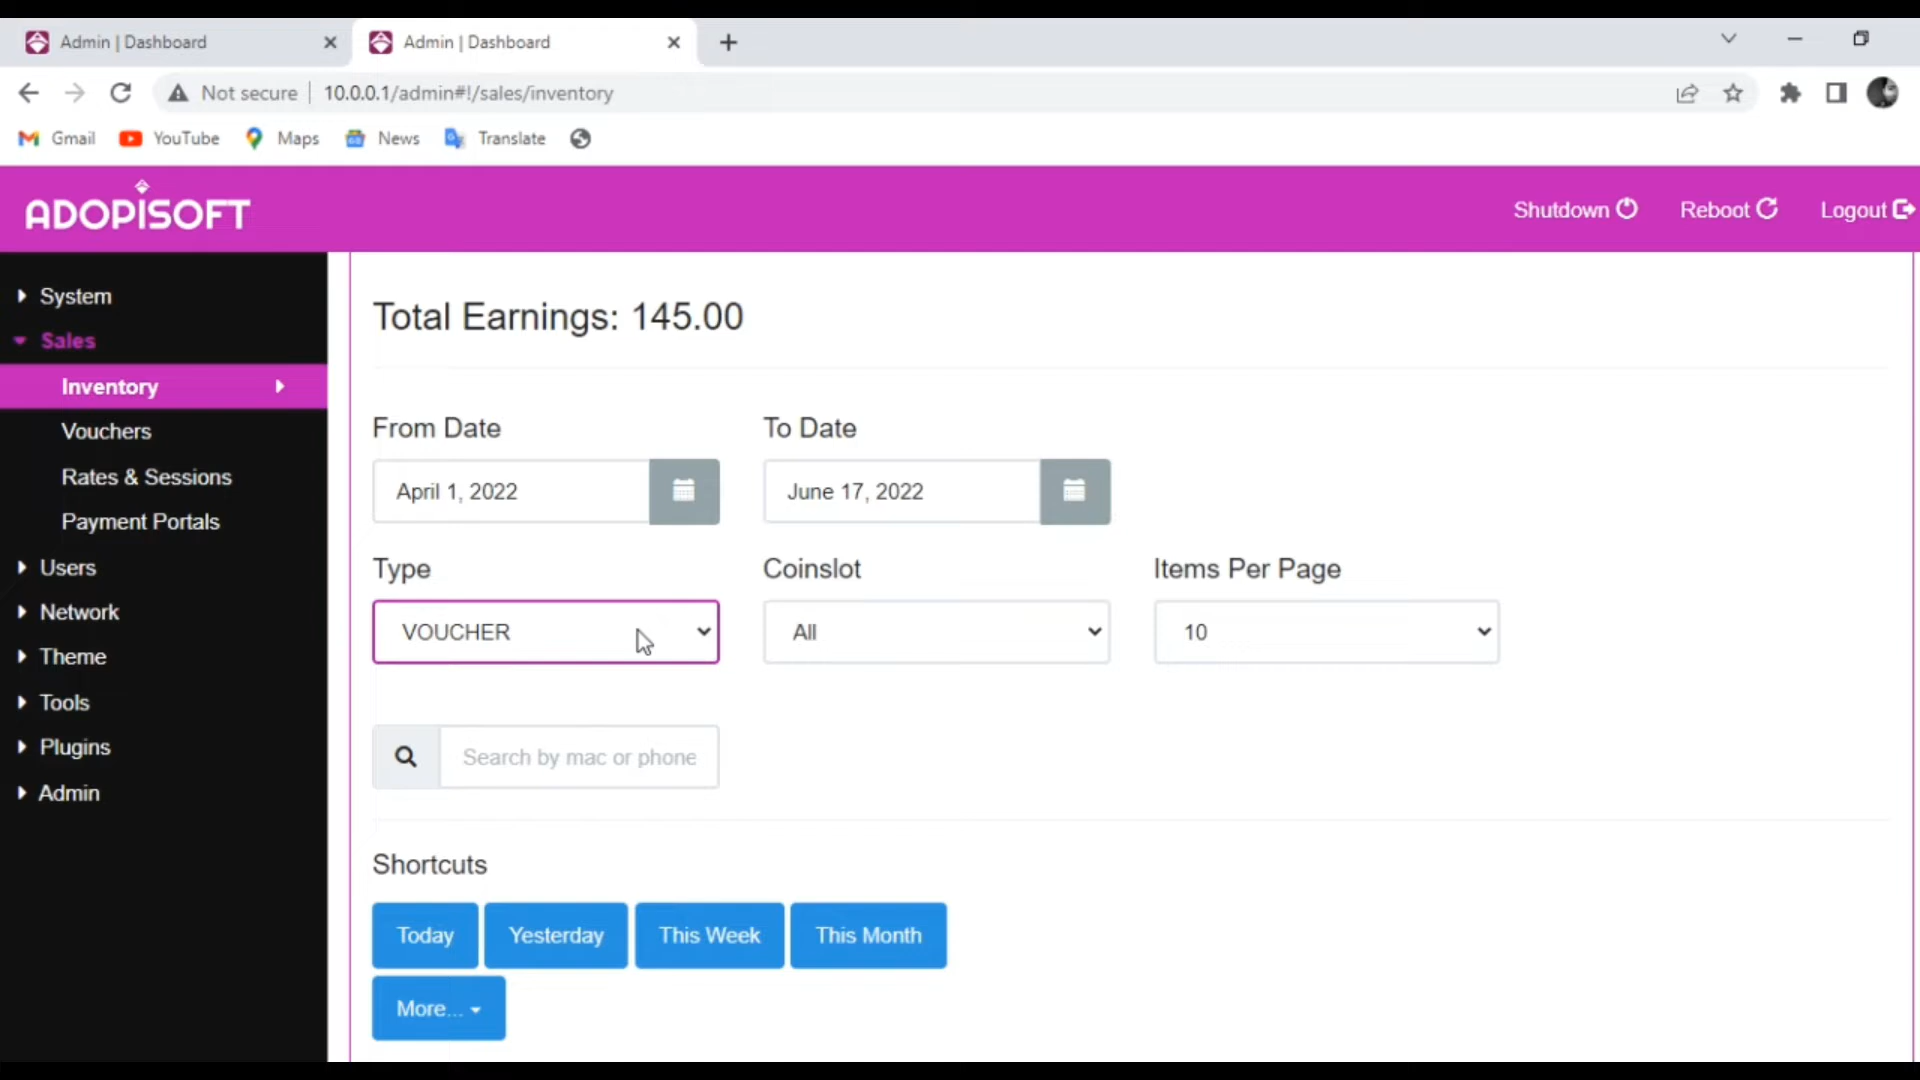 Admin | Dashboard
Admin | Dashboard
Not secure
10.0.0.1/admin#!/sales/inventory
Gmail
YouTube
Maps
News
Translate
ADOPISOFT
Shutdown
Reboot
Logout
System
Sales
Inventory
Vouchers
Rates & Sessions
Payment Portals
Users
Network
Theme
Tools
Plugins
Admin
Total Earnings: 145.00
From Date
To Date
April 1, 2022
June 17, 2022
Type
Coinslot
Items Per Page
VOUCHER
All
10
Search by mac or phone
Shortcuts
Today
Yesterday
This Week
This Month
More...